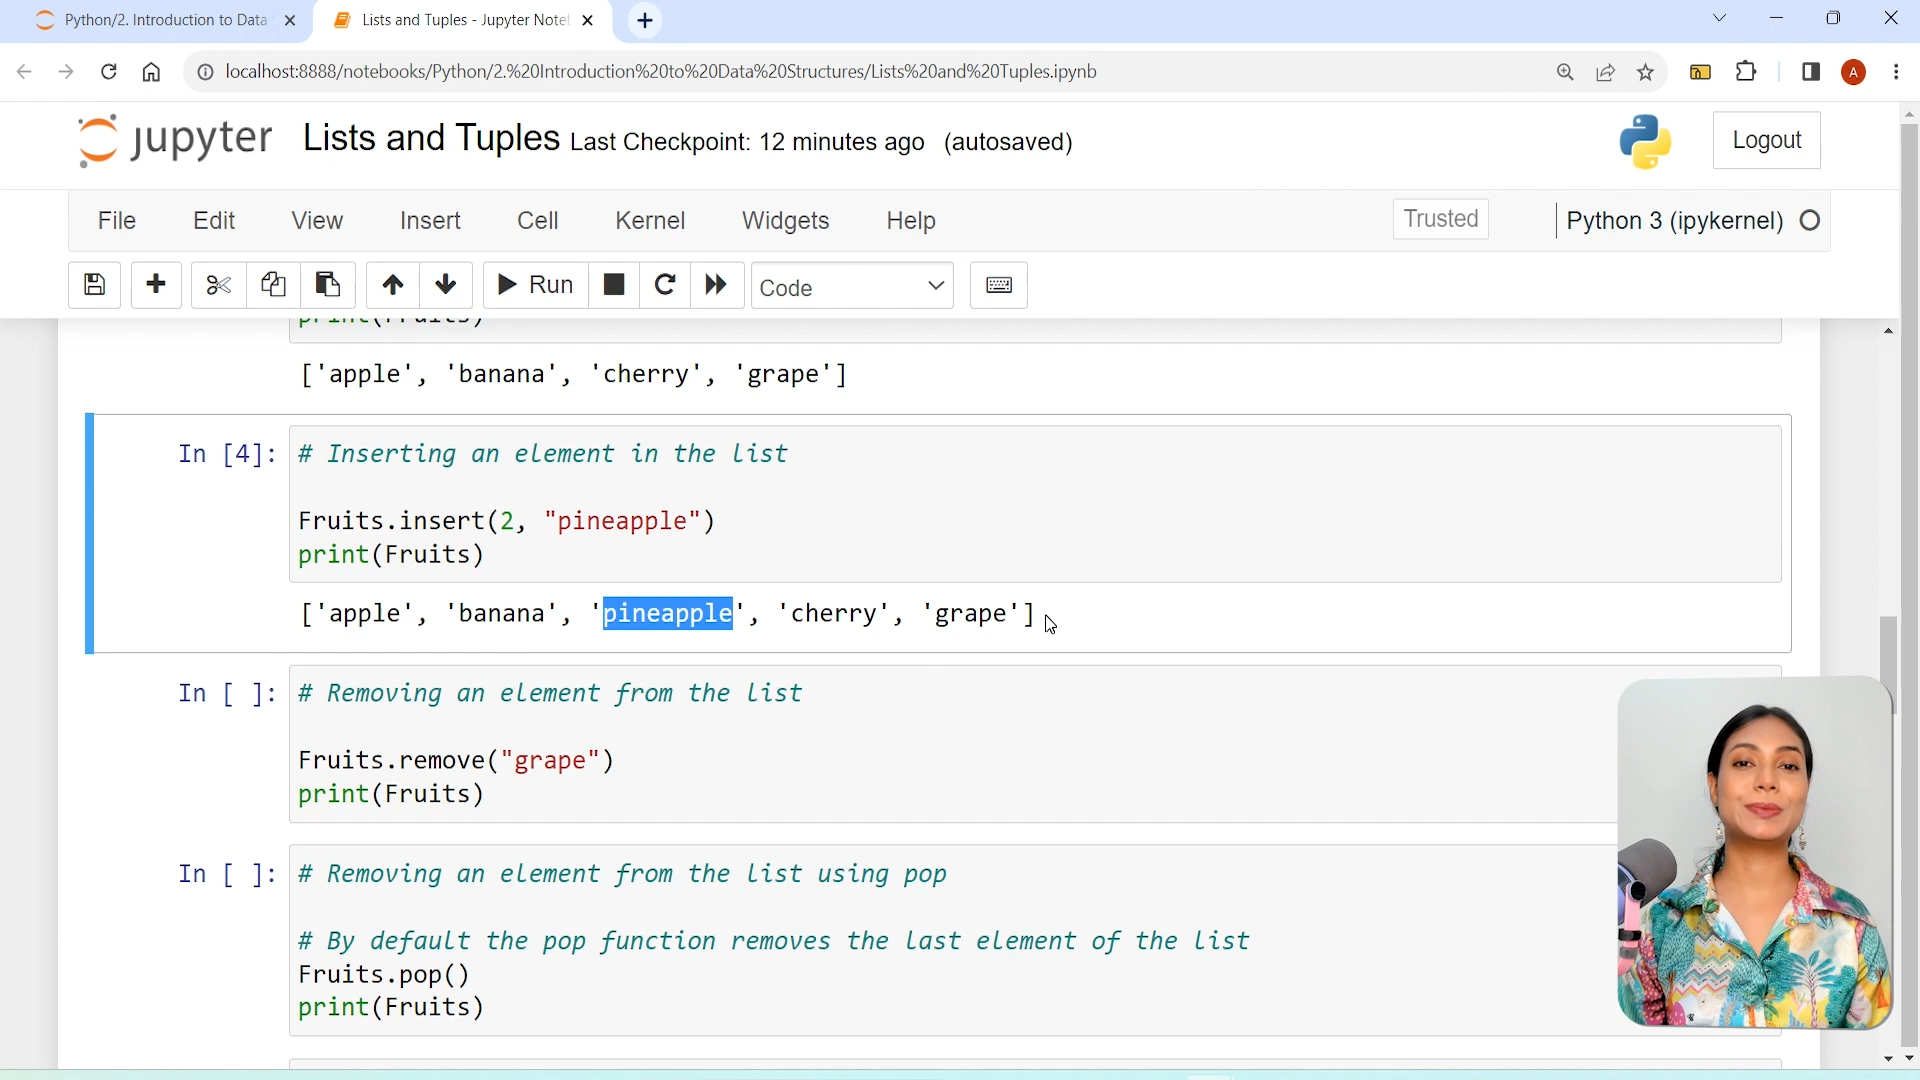 Python/2. Introduction to Data
Lists and Tuples - Jupyter Note
localhost:8888/notebooks/Python/2.%20Introduction%20to%20Data%20Structures/Lists%20and%20Tuples.ipynb
A
jupyter Lists and Tuples Last Checkpoint: 12 minutes ago (autosaved)
Logout
File Edit View Insert Cell Kernel Widgets Help
Trusted
Python 3 (ipykernel)
Run
Code
print(Fruits)
['apple', 'banana', 'cherry', 'grape']
In [4]: # Inserting an element in the list
Fruits.insert(2, "pineapple")
print(Fruits)
['apple', 'banana', 'pineapple', 'cherry', 'grape']
In [ ]: # Removing an element from the list
Fruits.remove("grape")
print(Fruits)
In [ ]: # Removing an element from the list using pop
# By default the pop function removes the last element of the list
Fruits.pop()
print(Fruits)